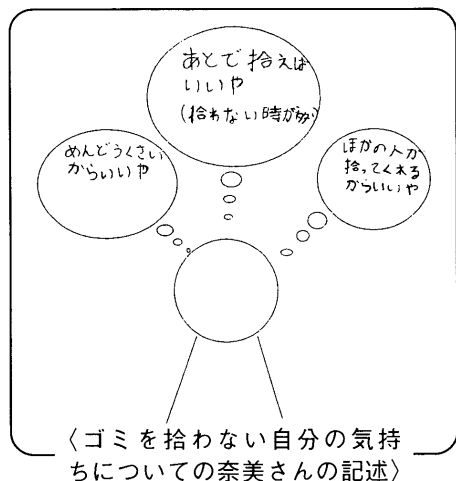 あとで拾えば
いいや
(拾わない時が多い)
めんどうくさい
からいいや
ほかの人が
拾ってくれる
からいいや
〈ゴミを拾わない自分の気持
ちについての奈美さんの記述〉